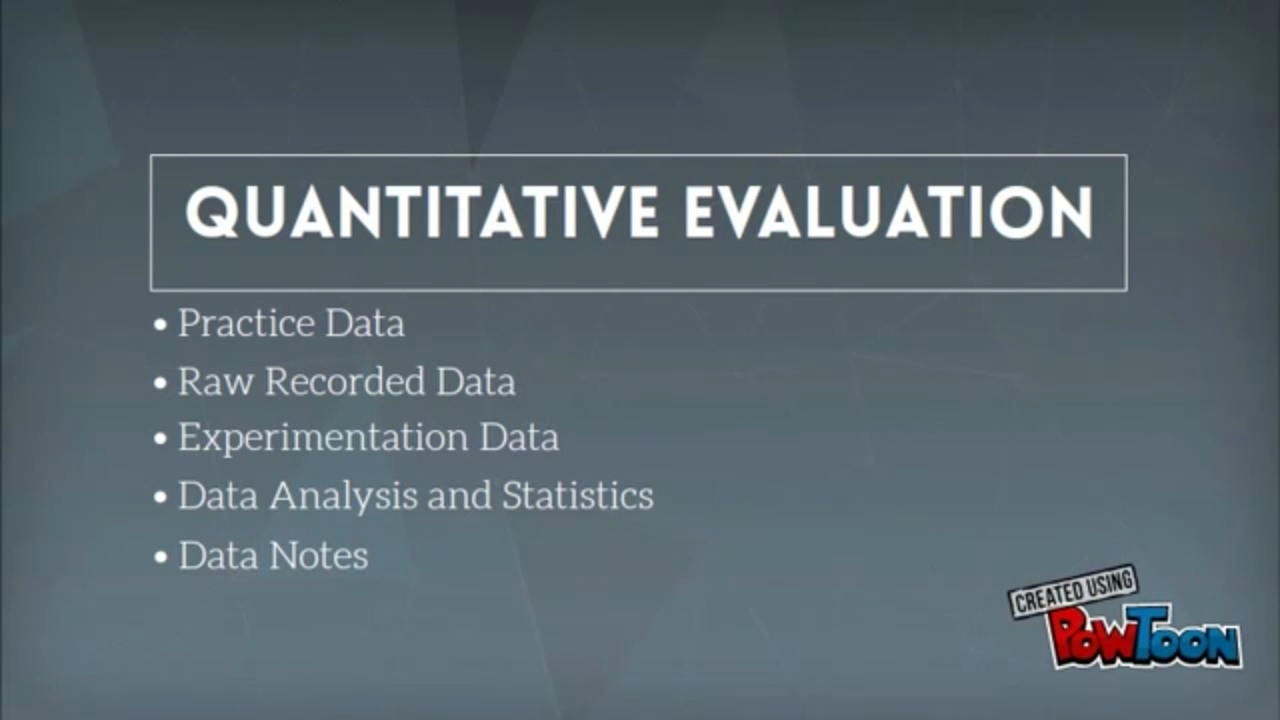 QUANTITATIVE EVALUATION
• Practice Data
• Raw Recorded Data
• Experimentation Data
• Data Analysis and Statistics
• Data Notes
CREATED USING
POWTOON